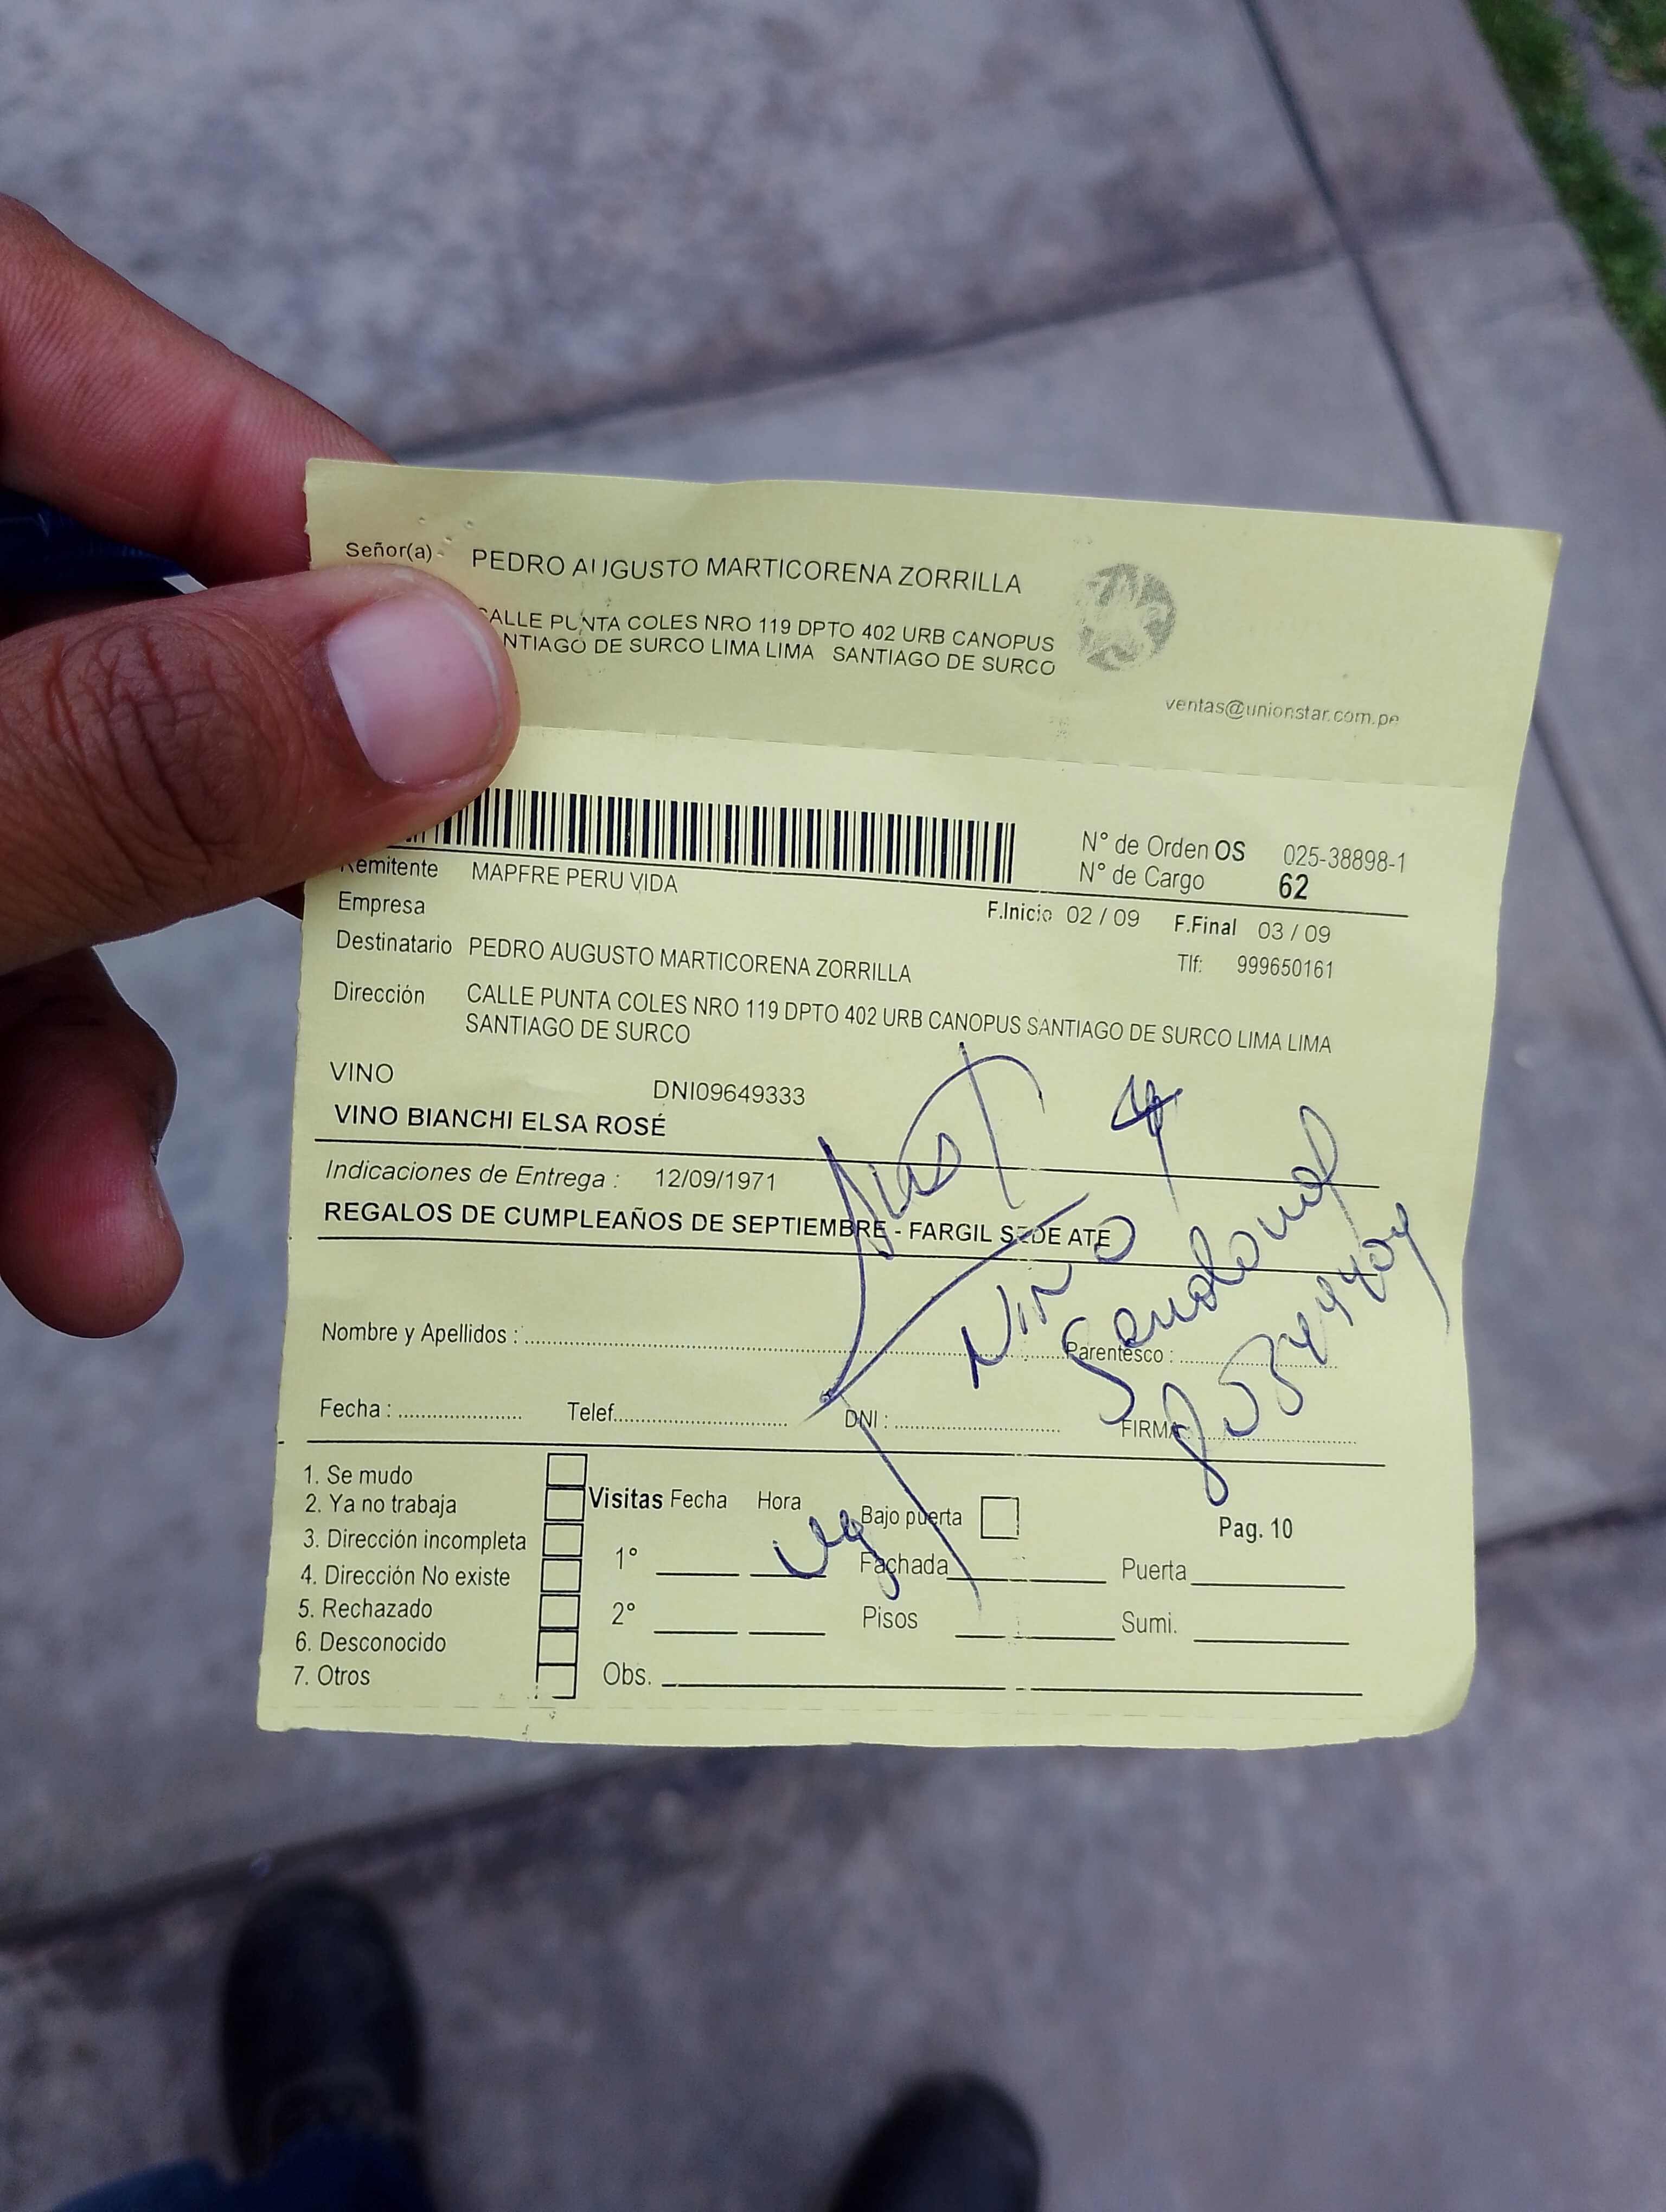 Señor(a) PEDRO AUGUSTO MARTICORENA ZORRILLA
ALLE PUNTA COLES NRO 119 DPTO 402 URB CANOPUS
NTIAGO DE SURCO LIMA LIMA SANTIAGO DE SURCO
ventas@unionstar.com.pe
N° de Orden OS 025-38898-1
N° de Cargo 62
Remitente MAPFRE PERU VIDA
Empresa
F.Inicio 02 / 09 F.Final 03 / 09
Destinatario PEDRO AUGUSTO MARTICORENA ZORRILLA
Tlf: 999650161
Dirección CALLE PUNTA COLES NRO 119 DPTO 402 URB CANOPUS SANTIAGO DE SURCO LIMA LIMA
SANTIAGO DE SURCO
VINO DNI09649333
VINO BIANCHI ELSA ROSÉ
Indicaciones de Entrega : 12/09/1971
REGALOS DE CUMPLEAÑOS DE SEPTIEMBRE - FARGIL SEDE ATE
Nino
Sandoval
Nombre y Apellidos : Parentesco :
Fecha : Telef. DNI : FIRMA:
1. Se mudo
2. Ya no trabaja
3. Dirección incompleta
4. Dirección No existe
5. Rechazado
6. Desconocido
7. Otros
Visitas Fecha Hora Bajo puerta Pag. 10
1° Fachada Puerta
2° Pisos Sumi.
Obs.